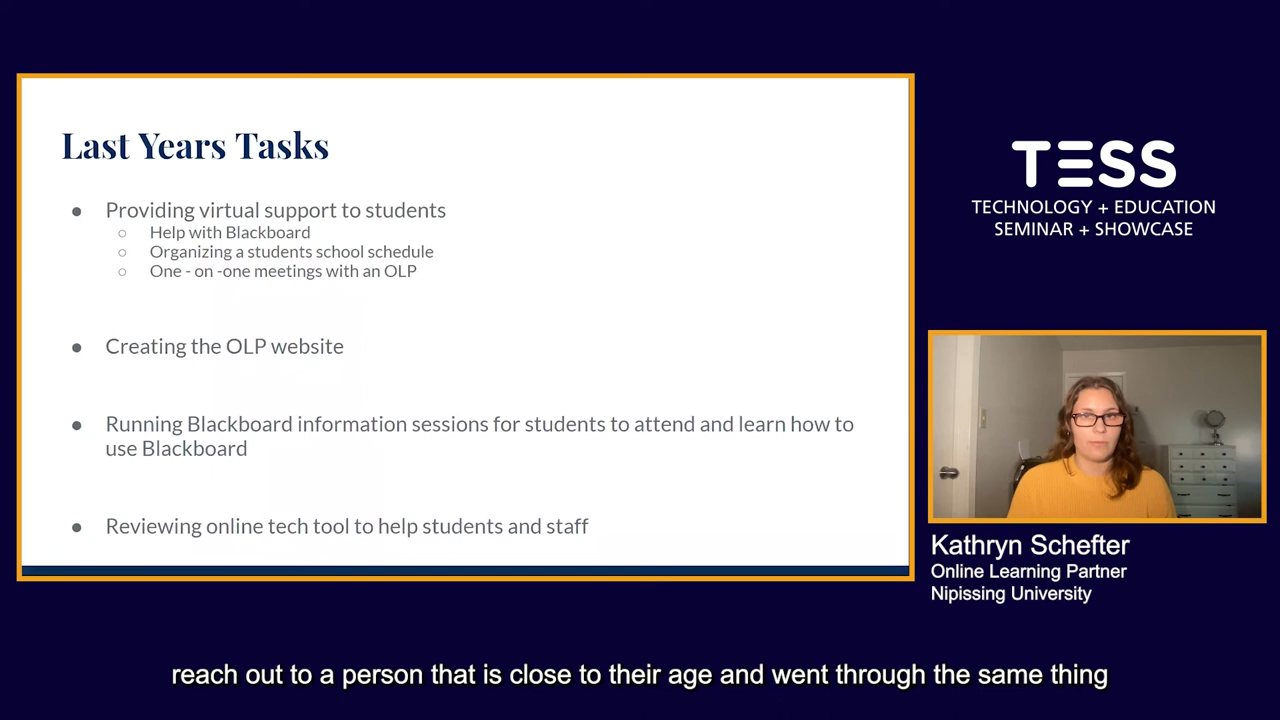 Last Years Tasks
● Providing virtual support to students
○ Help with Blackboard
○ Organizing a students school schedule
○ One - on -one meetings with an OLP
● Creating the OLP website
● Running Blackboard information sessions for students to attend and learn how to
use Blackboard
● Reviewing online tech tool to help students and staff
TESS
TECHNOLOGY + EDUCATION
SEMINAR + SHOWCASE
Kathryn Schefter
Online Learning Partner
Nipissing University
reach out to a person that is close to their age and went through the same thing